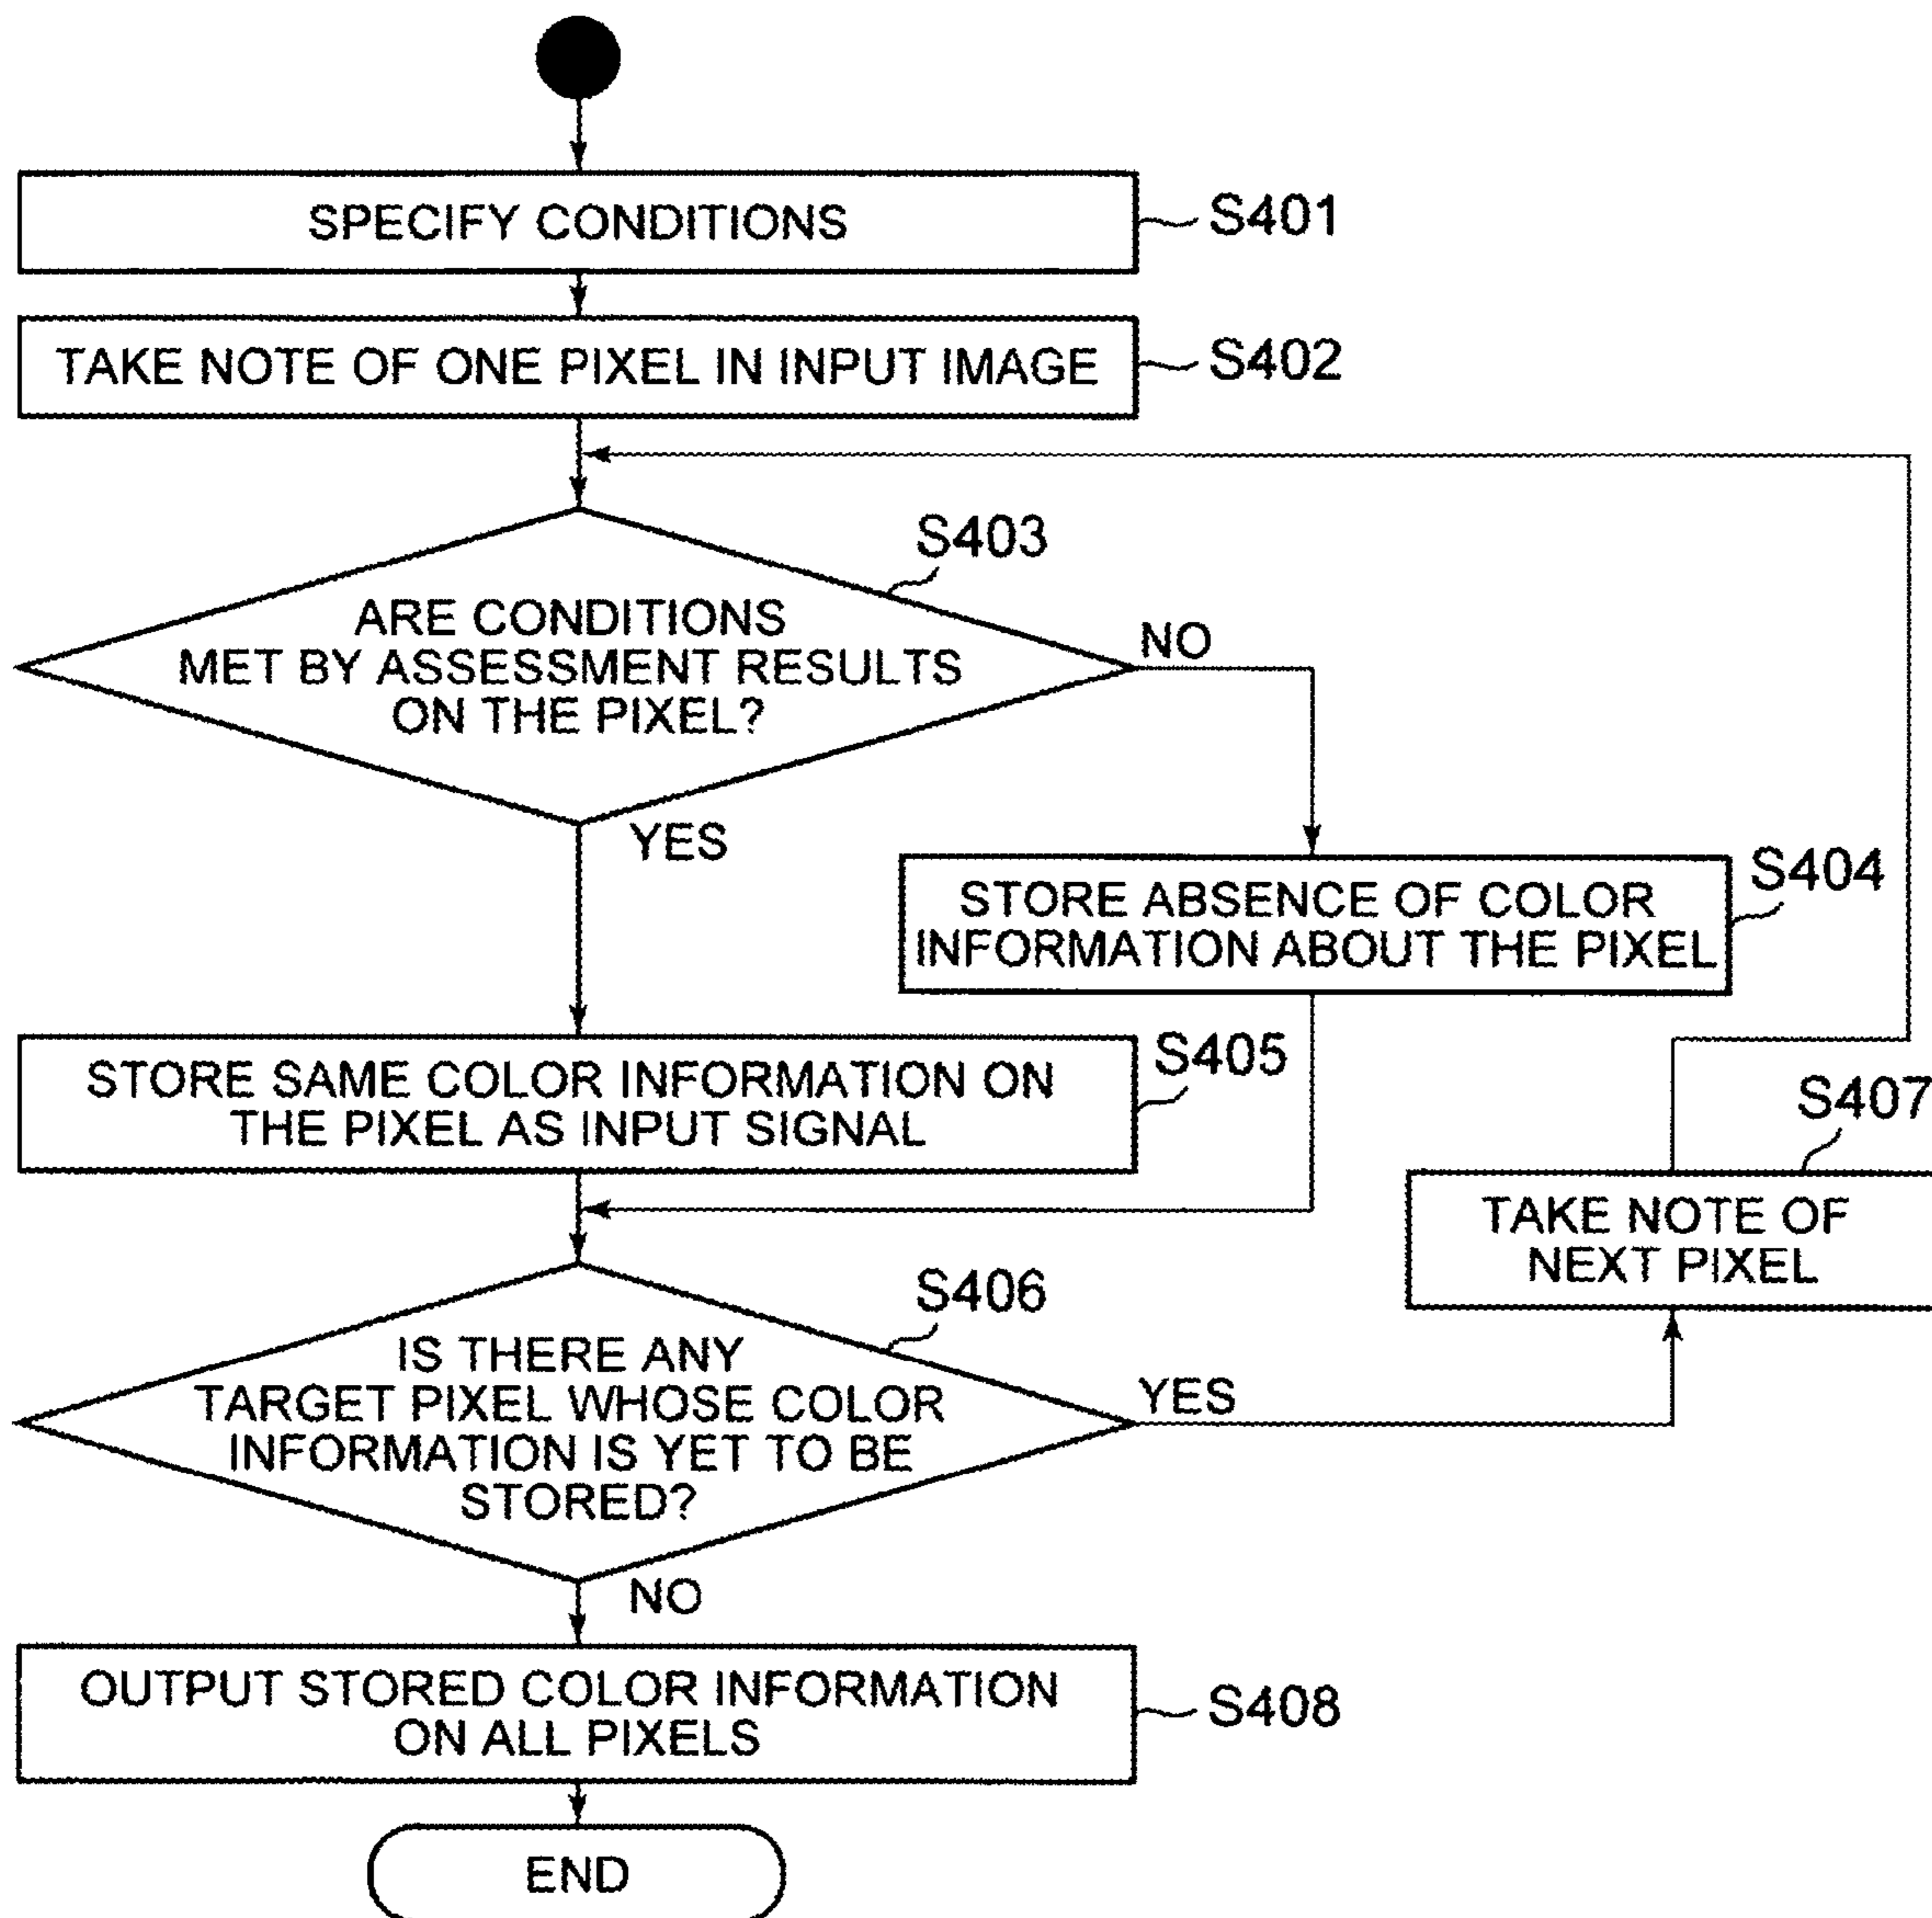 SPECIFY CONDITIONS
S401
TAKE NOTE OF ONE PIXEL IN INPUT IMAGE
S402
S403
ARE CONDITIONS
MET BY ASSESSMENT RESULTS
ON THE PIXEL?
NO
YES
S404
STORE ABSENCE OF COLOR
INFORMATION ABOUT THE PIXEL
S405
STORE SAME COLOR INFORMATION ON
THE PIXEL AS INPUT SIGNAL
S407
TAKE NOTE OF
NEXT PIXEL
S406
IS THERE ANY
TARGET PIXEL WHOSE COLOR
INFORMATION IS YET TO BE
STORED?
YES
NO
OUTPUT STORED COLOR INFORMATION
ON ALL PIXELS
S408
END